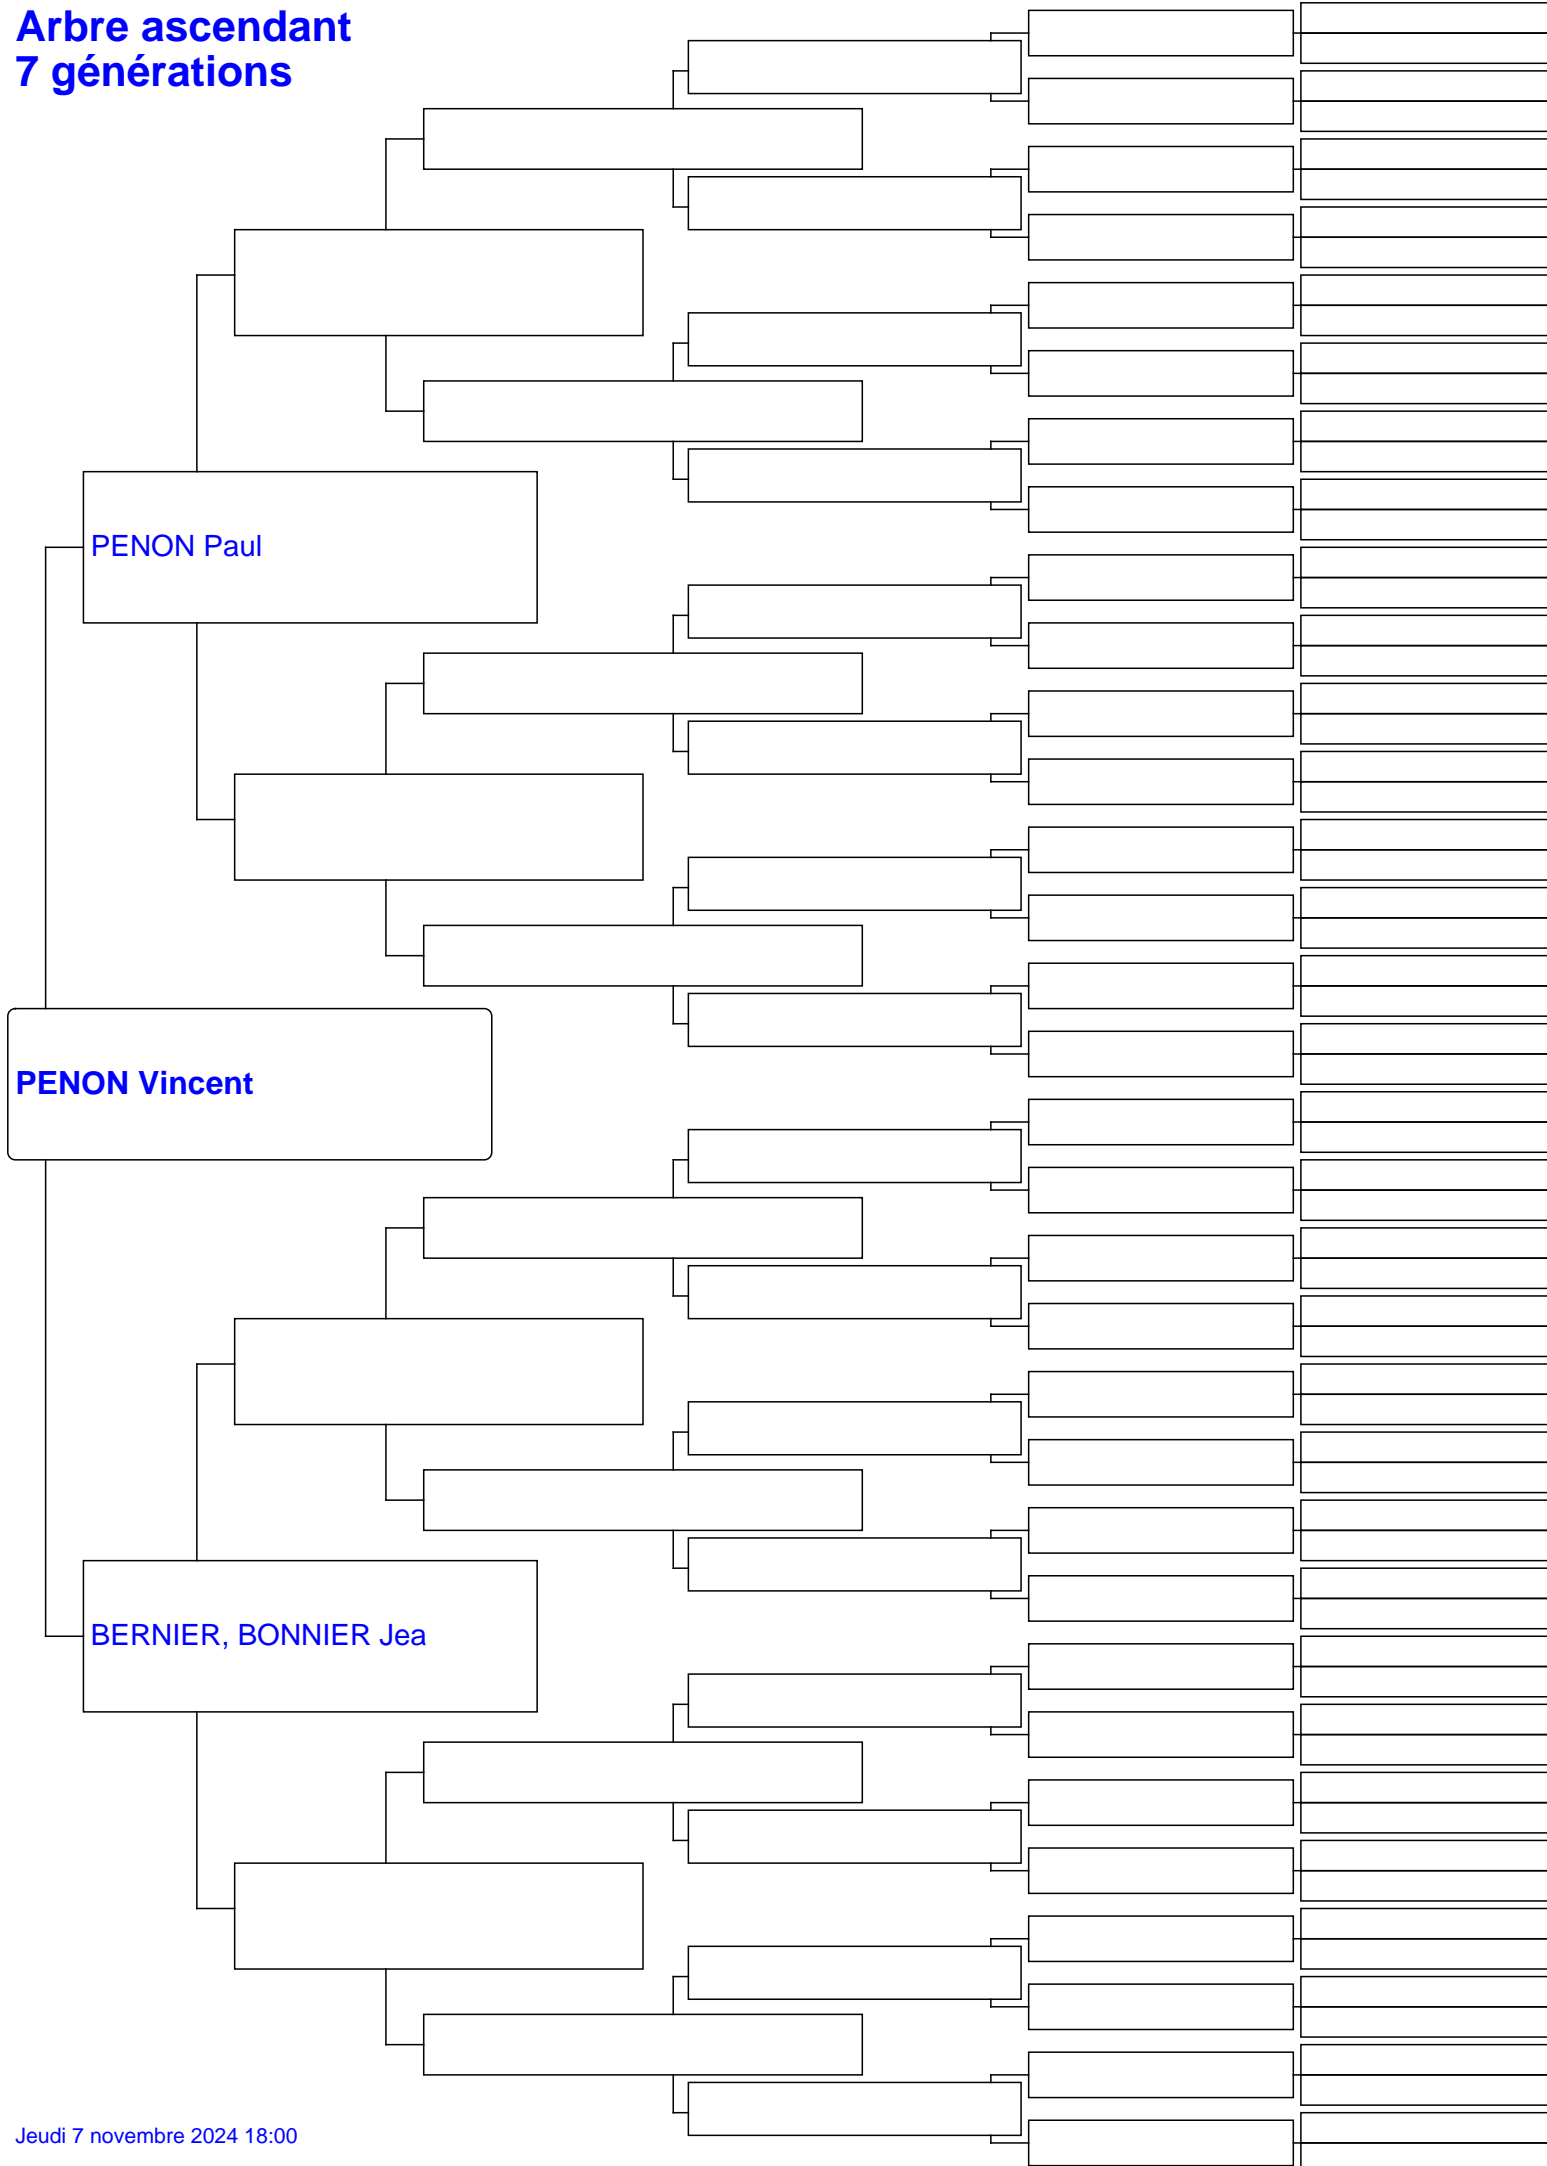 Arbre ascendant
7 générations
PENON Paul
PENON Vincent
BERNIER, BONNIER Jea
Jeudi 7 novembre 2024 18:00